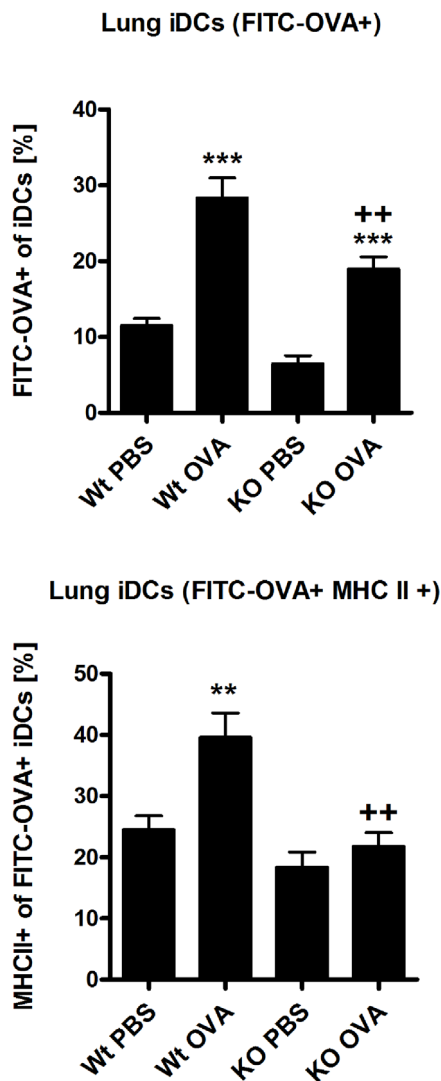 Lung iDCs (FITC-OVA+)
FITC-OVA+ of iDCs [%]
40
30
20
10
0
***
++
***
Wt PBS
Wt OVA
KO PBS
KO OVA
Lung iDCs (FITC-OVA+ MHC II +)
MHCII+ of FITC-OVA+ iDCs [%]
50
40
30
20
10
0
**
++
Wt PBS
Wt OVA
KO PBS
KO OVA